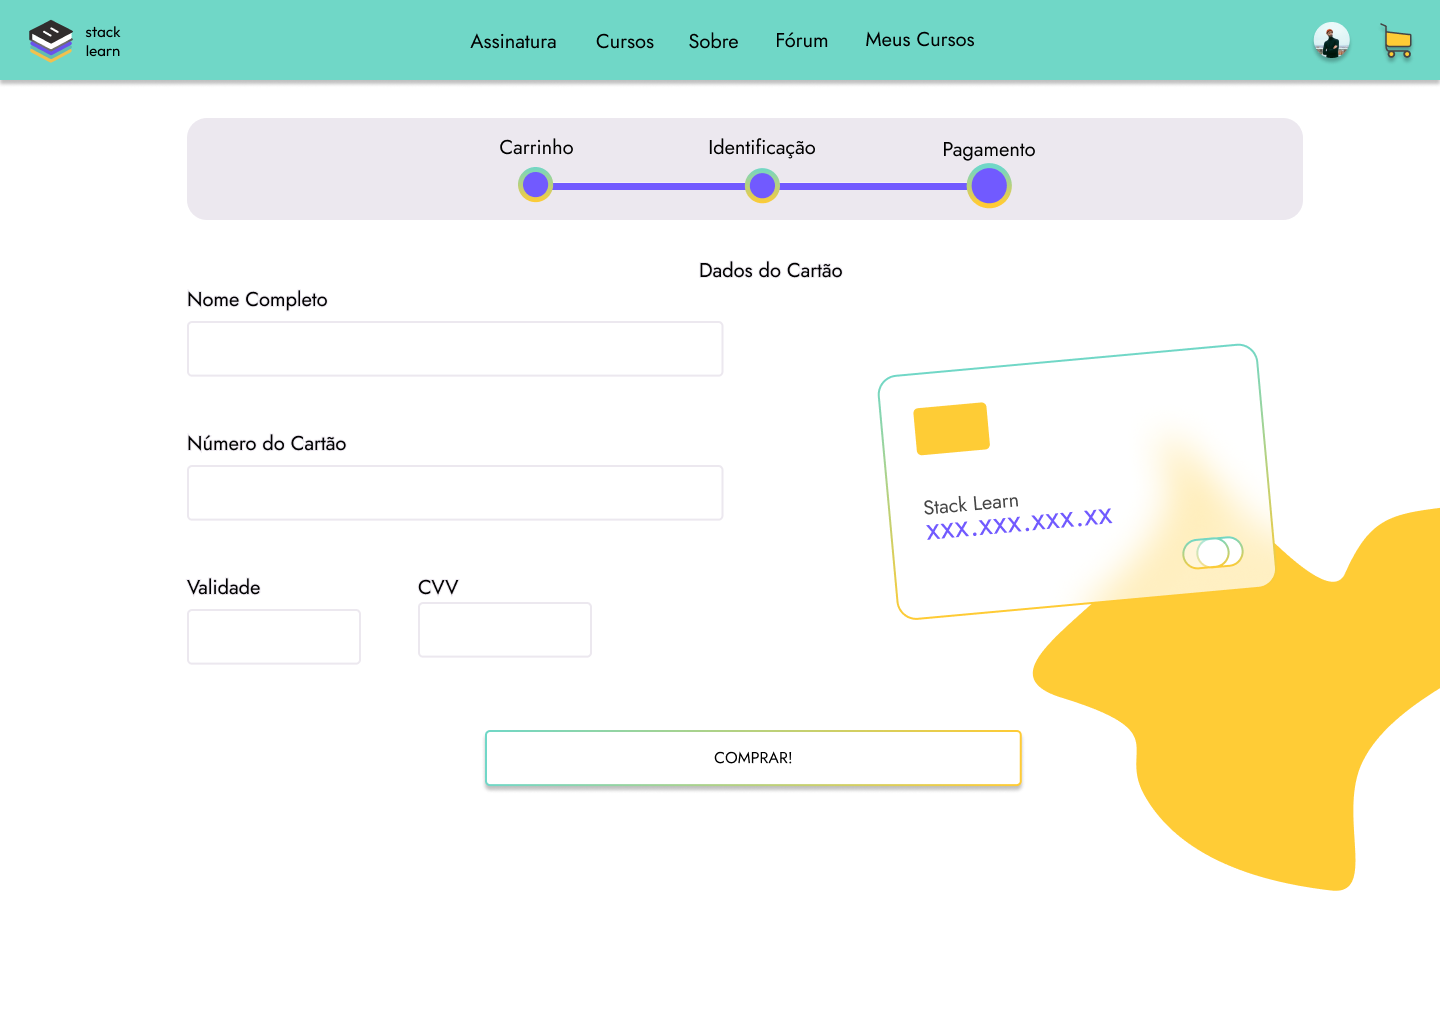 stack
learn
Assinatura
Cursos
Sobre
Fórum
Meus Cursos
Carrinho
Identificação
Pagamento
Dados do Cartão
Nome Completo
Número do Cartão
Validade
CVV
Stack Learn
xxx.xxx.xxx.xx
COMPRAR!